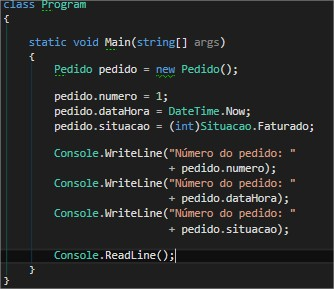 class Program
{
static void Main(string[] args)
{
Pedido pedido = new Pedido();
pedido.numero = 1;
pedido.dataHora = DateTime.Now;
pedido.situacao = (int)Situacao.Faturado;
Console.WriteLine("Número do pedido: "
+ pedido.numero);
Console.WriteLine("Número do pedido: "
+ pedido.dataHora);
Console.WriteLine("Número do pedido: "
+ pedido.situacao);
Console.ReadLine();
}
}